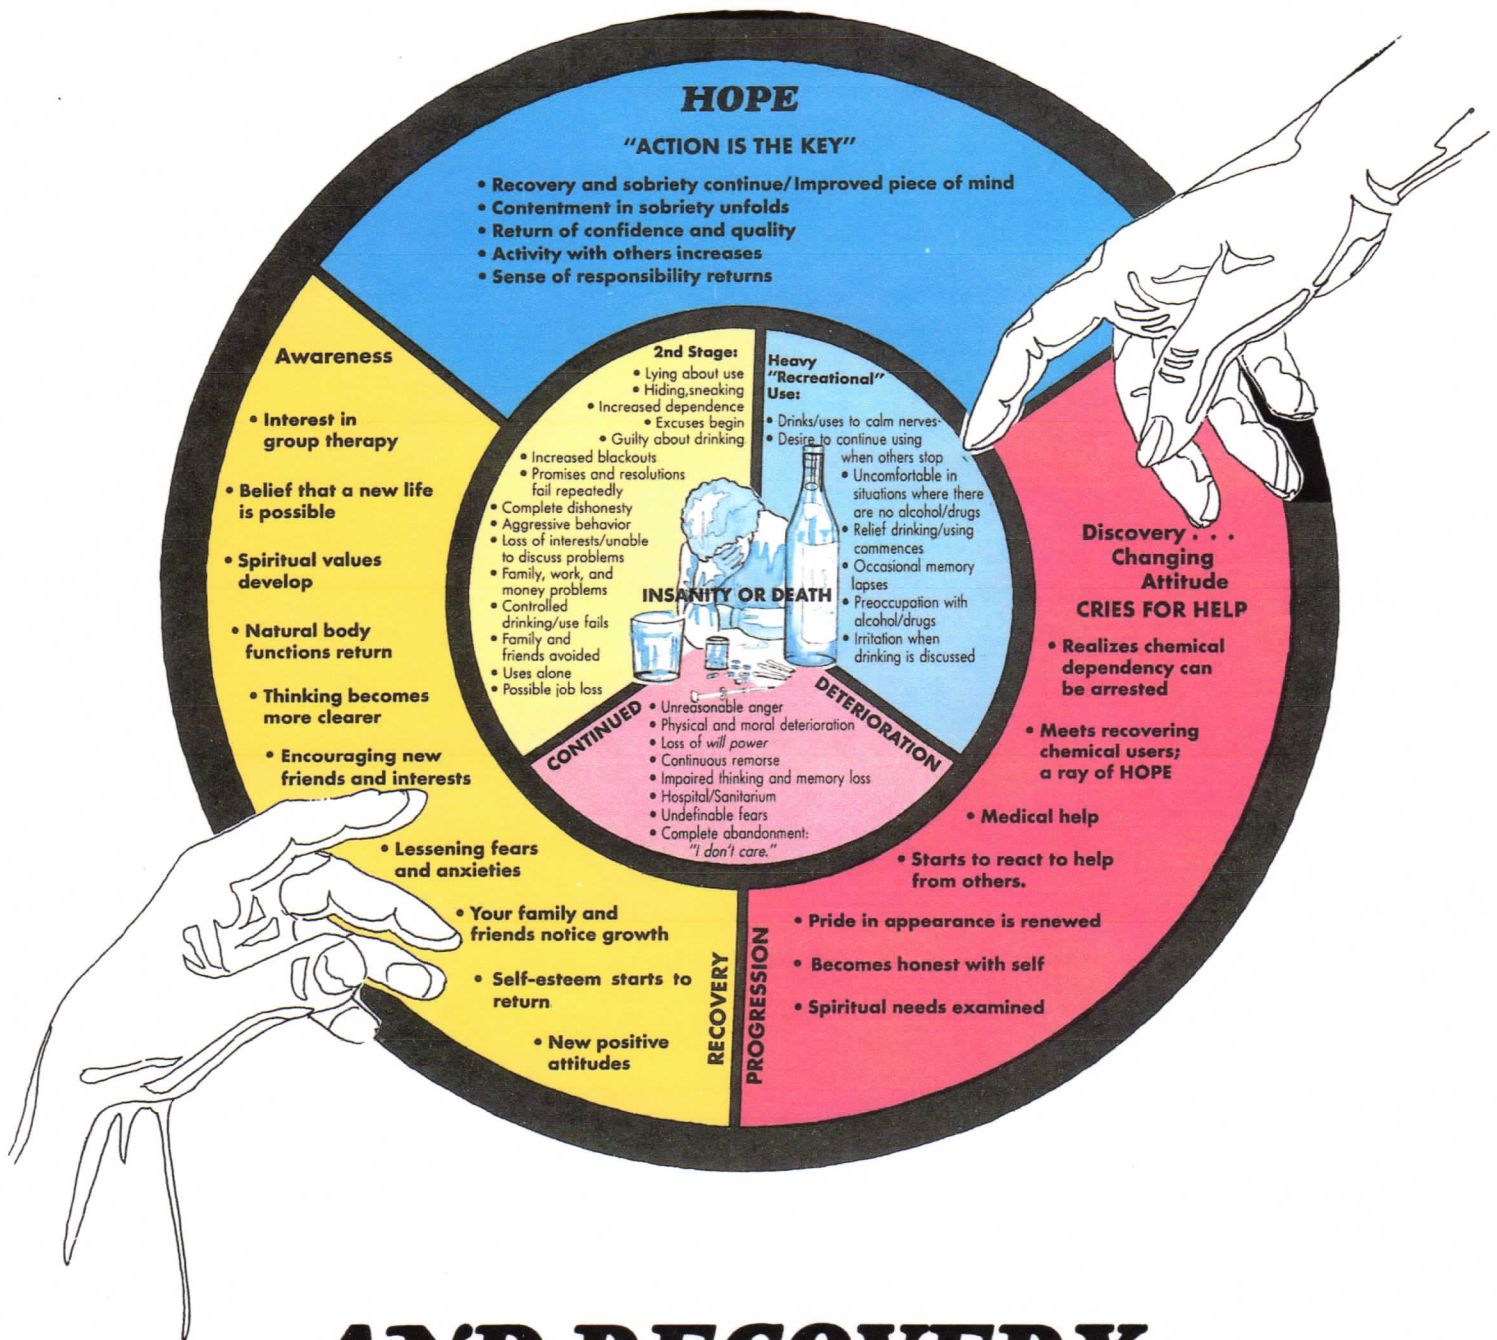 HOPE
"ACTION IS THE KEY"
• Recovery and sobriety continue/Improved piece of mind
• Contentment in sobriety unfolds
• Return of confidence and quality
• Activity with others increases
• Sense of responsibility returns
Awareness
• Interest in
group therapy
• Belief that a new life
is possible
• Spiritual values
develop
• Natural body
functions return
• Thinking becomes
more clearer
• Encouraging new
friends and interests
• Lessening fears
and anxieties
• Your family and
friends notice growth
• Self-esteem starts to
return
• New positive
attitudes
RECOVERY
2nd Stage:
• Lying about use
• Hiding,sneaking
• Increased dependence
• Excuses begin
• Guilty about drinking
• Increased blackouts
• Promises and resolutions
fail repeatedly
• Complete dishonesty
• Aggressive behavior
• Loss of interests/unable
to discuss problems
• Family, work, and
money problems
• Controlled
drinking/use fails
• Family and
friends avoided
• Uses alone
• Possible job loss
Heavy
"Recreational"
Use:
• Drinks/uses to calm nerves-
• Desire to continue using
when others stop
• Uncomfortable in
situations where there
are no alcohol/drugs
• Relief drinking/using
commences
• Occasional memory
lapses
• Preoccupation with
alcohol/drugs
• Irritation when
drinking is discussed
INSANITY OR DEATH
CONTINUED
DETERIORATION
• Unreasonable anger
• Physical and moral deterioration
• Loss of will power
• Continuous remorse
• Impaired thinking and memory loss
• Hospital/Sanitarium
• Undefinable fears
• Complete abandonment:
"I don't care."
Discovery . . .
Changing
Attitude
CRIES FOR HELP
• Realizes chemical
dependency can
be arrested
• Meets recovering
chemical users;
a ray of HOPE
• Medical help
• Starts to react to help
from others.
• Pride in appearance is renewed
• Becomes honest with self
• Spiritual needs examined
PROGRESSION
AND RECOVERY